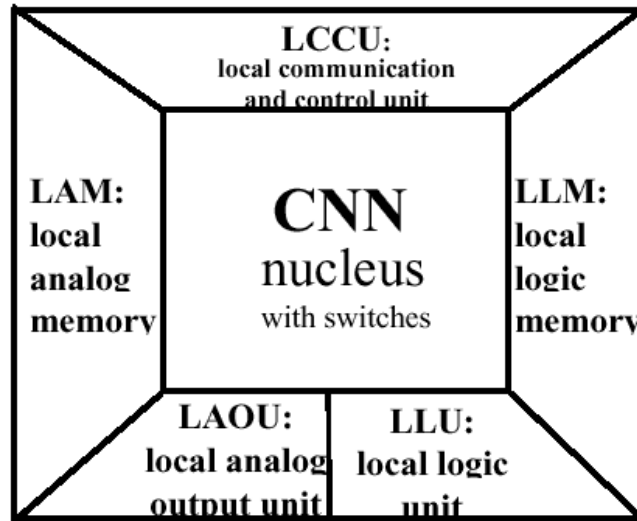 LCCU:
local communication
and control unit
LAM:
local
analog
memory
CNN
nucleus
with switches
LLM:
local
logic
memory
LAOU:
local analog
output unit
LLU:
local logic
unit